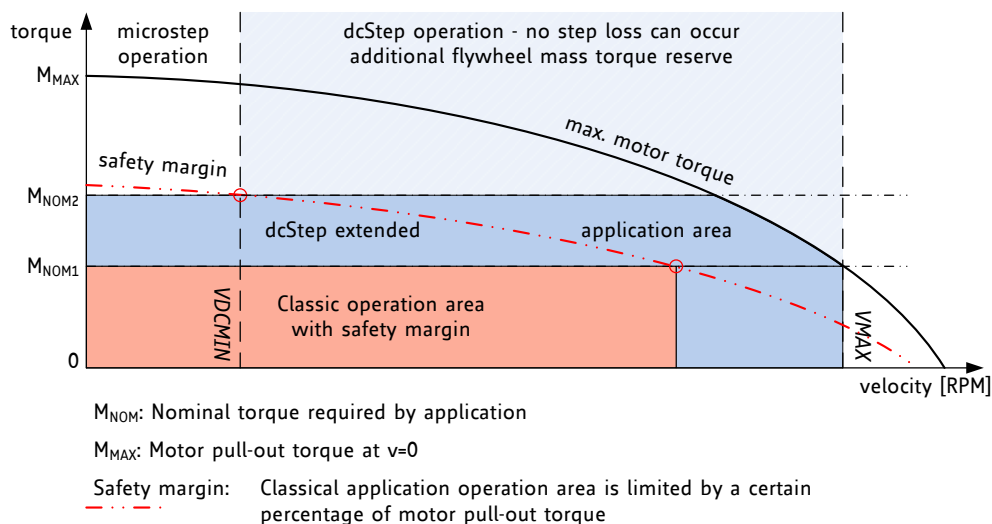 torque
microstep
operation
dcStep operation - no step loss can occur
additional flywheel mass torque reserve
MMAX
max. motor torque
safety margin
MNOM2
dcStep extended
application area
MNOM1
Classic operation area
with safety margin
VDCMIN
VMAX
0
velocity [RPM]
MNOM: Nominal torque required by application
MMAX: Motor pull-out torque at v=0
Safety margin: Classical application operation area is limited by a certain
percentage of motor pull-out torque